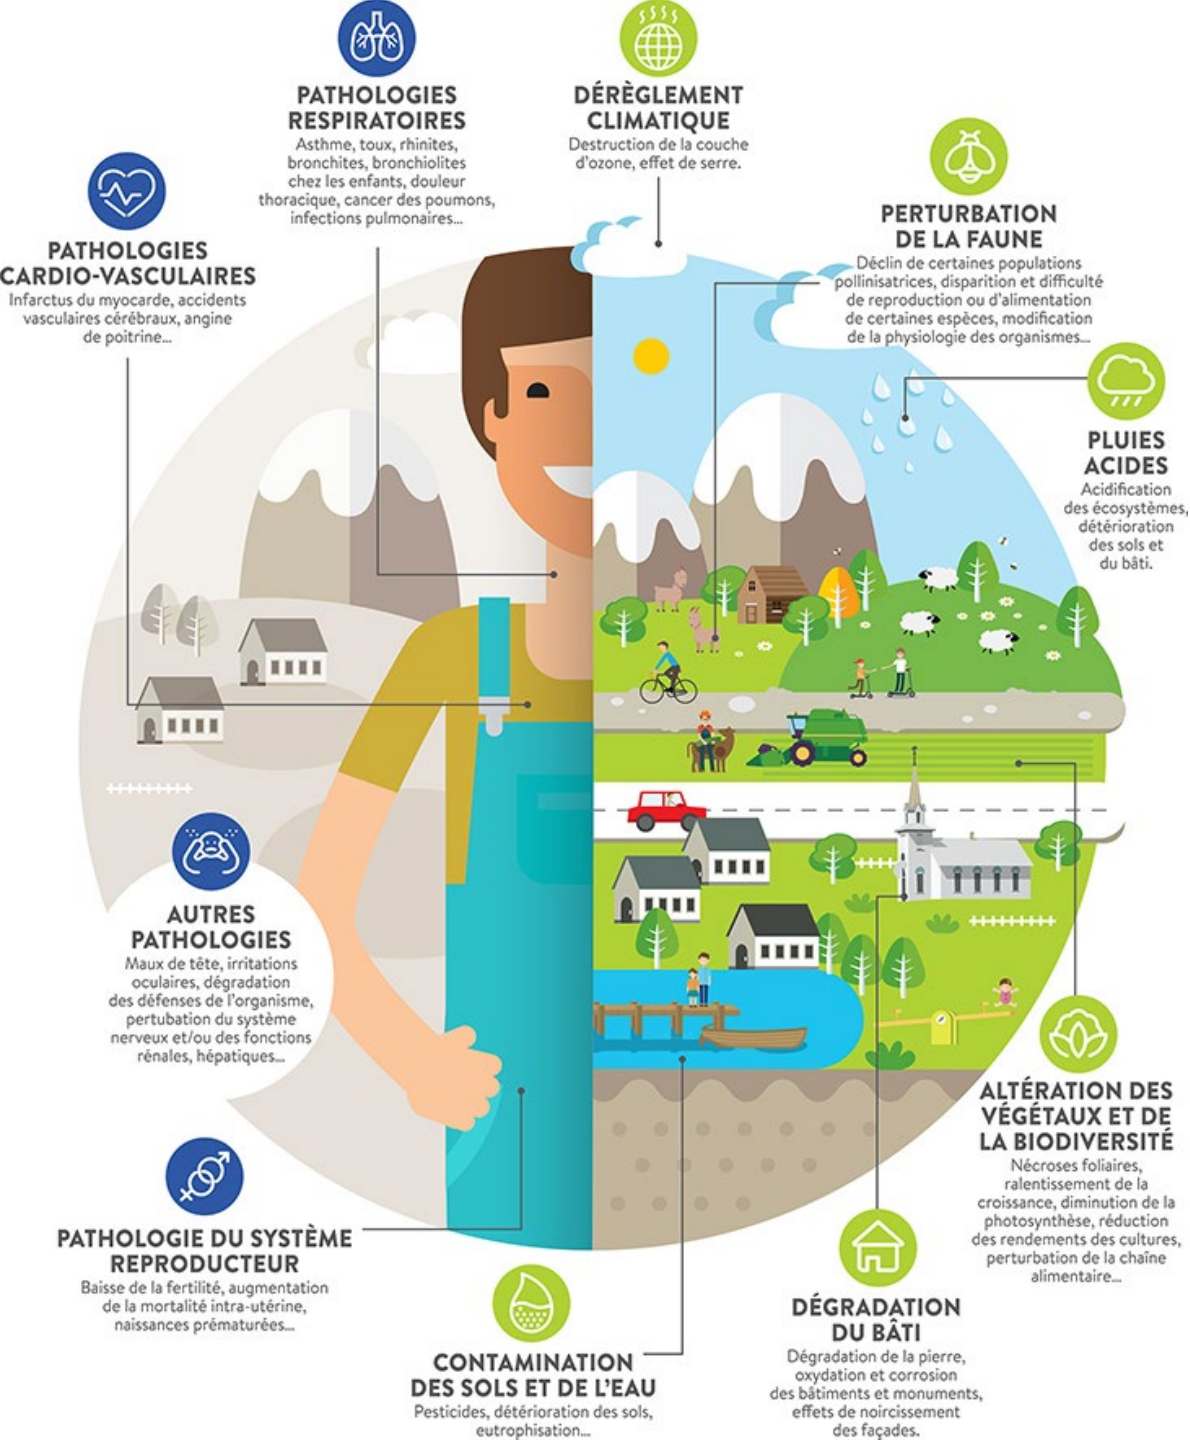 PATHOLOGIES
RESPIRATOIRES
Asthme, toux, rhinites,
bronchites, bronchiolites
chez les enfants, douleur
thoracique, cancer des poumons,
infections pulmonaires...
DÉRÈGLEMENT
CLIMATIQUE
Destruction de la couche
d'ozone, effet de serre.
PATHOLOGIES
CARDIO-VASCULAIRES
Infarctus du myocarde, accidents
vasculaires cérébraux, angine
de poitrine...
PERTURBATION
DE LA FAUNE
Déclin de certaines populations
pollinisatrices, disparition et difficulté
de reproduction ou d'alimentation
de certaines espèces, modification
de la physiologie des organismes...
PLUIES
ACIDES
Acidification
des écosystèmes,
détérioration
des sols et
du bâti.
AUTRES
PATHOLOGIES
Maux de tête, irritations
oculaires, dégradation
des défenses de l'organisme,
pertubation du système
nerveux et/ou des fonctions
rénales, hépatiques...
ALTÉRATION DES
VÉGÉTAUX ET DE
LA BIODIVERSITÉ
Nécroses foliaires,
ralentissement de la
croissance, diminution de la
photosynthèse, réduction
des rendements des cultures,
perturbation de la chaîne
alimentaire...
PATHOLOGIE DU SYSTÈME
REPRODUCTEUR
Baisse de la fertilité, augmentation
de la mortalité intra-utérine,
naissances prématurées...
CONTAMINATION
DES SOLS ET DE L'EAU
Pesticides, détérioration des sols,
eutrophisation...
DÉGRADATION
DU BÂTI
Dégradation de la pierre,
oxydation et corrosion
des bâtiments et monuments,
effets de noircissement
des façades.